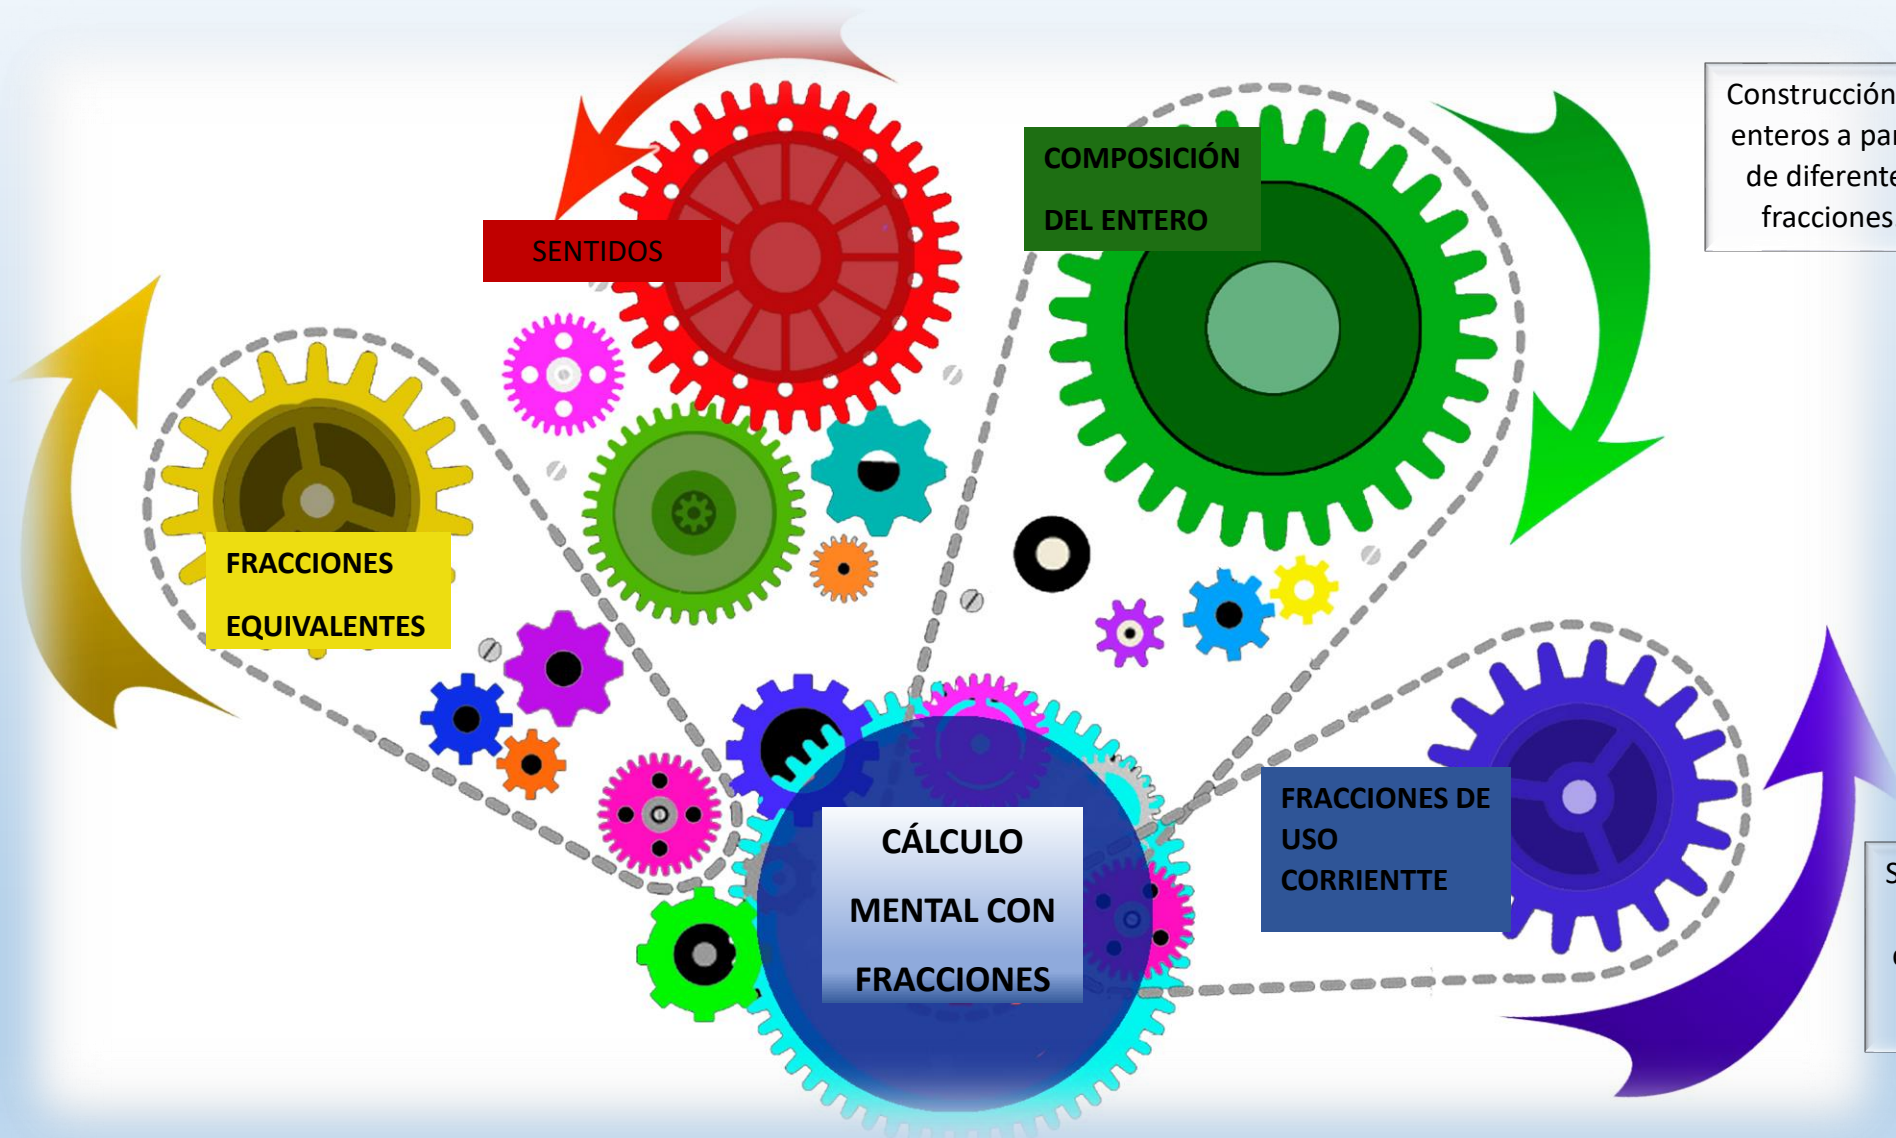 Construcción
enteros a par
de diferente
fracciones
COMPOSICIÓN
DEL ENTERO
SENTIDOS
FRACCIONES
EQUIVALENTES
FRACCIONES DE
USO
CORRIENTTE
CÁLCULO
MENTAL CON
FRACCIONES
S